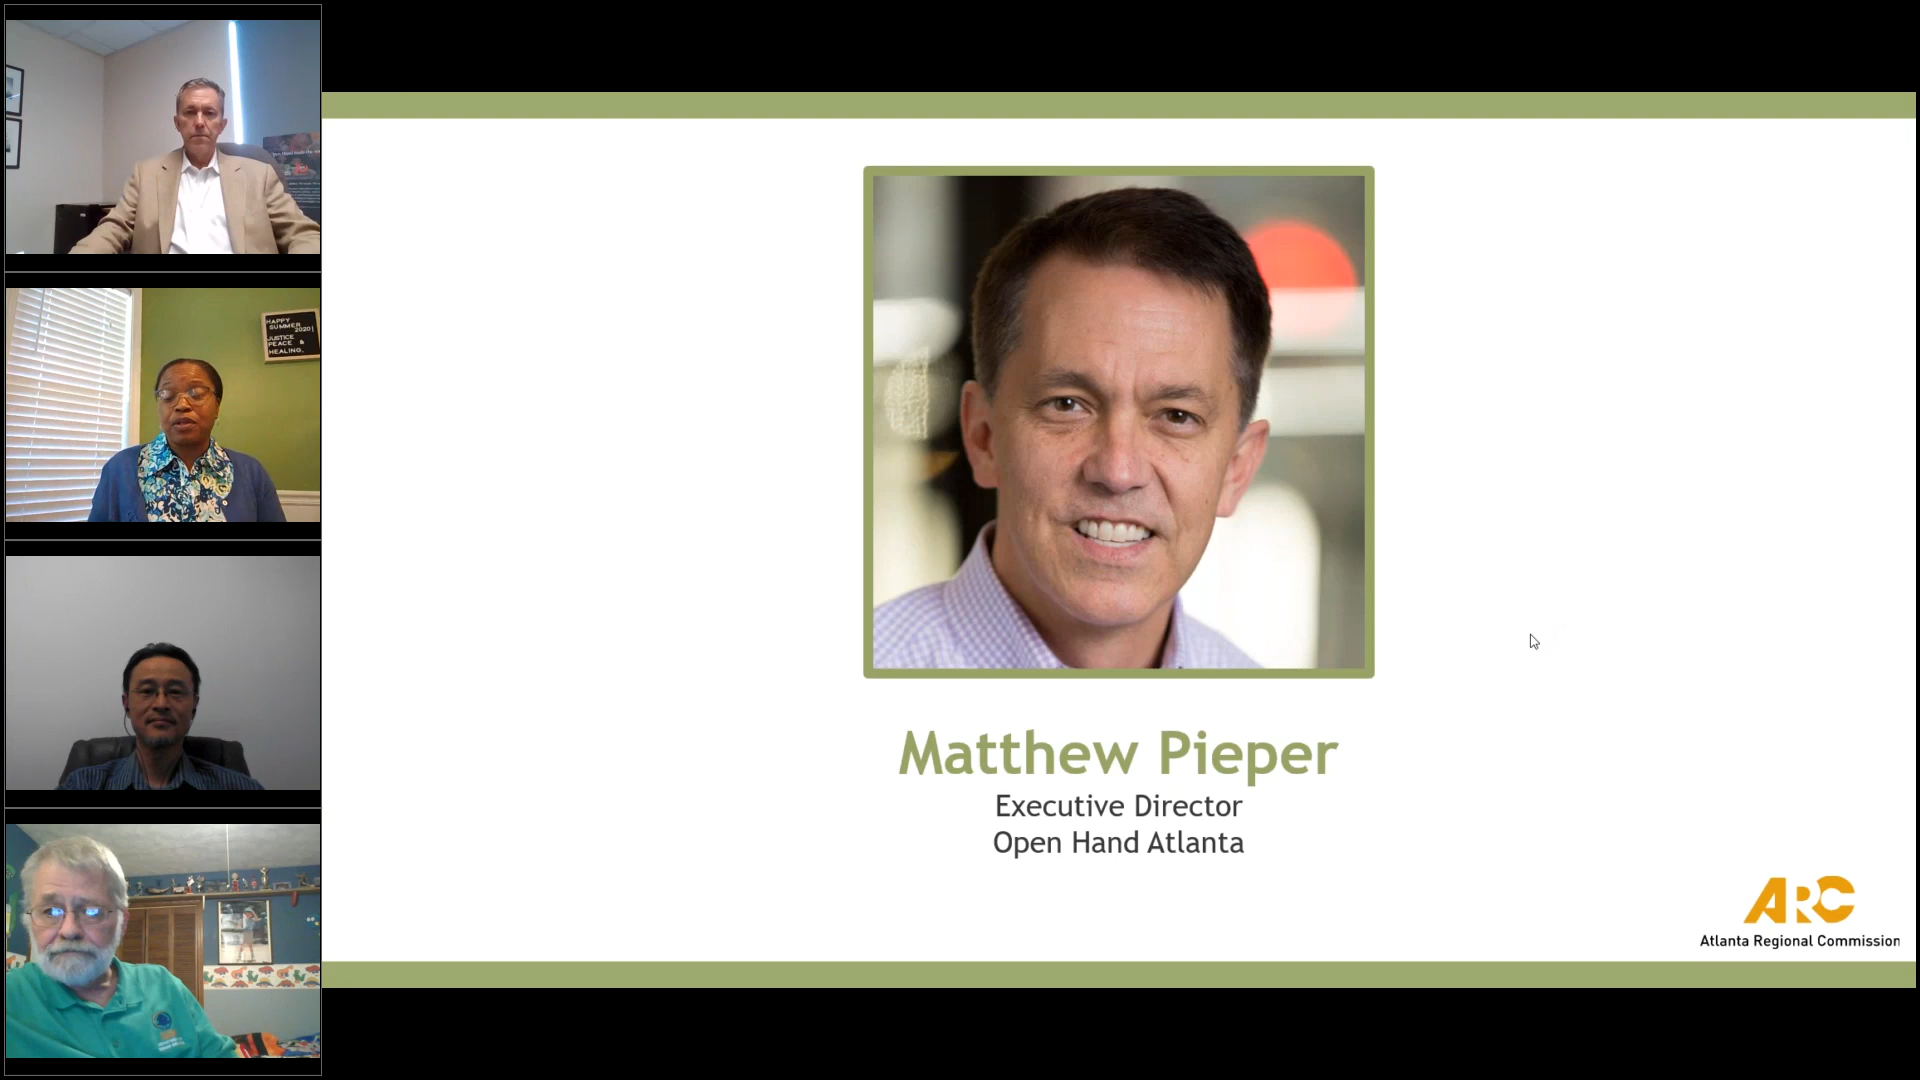 HAPPY
SUMMER
2020|
JUSTICE
PEACE &
HEALING.
Matthew Pieper
Executive Director
Open Hand Atlanta
ARC
Atlanta Regional Commission